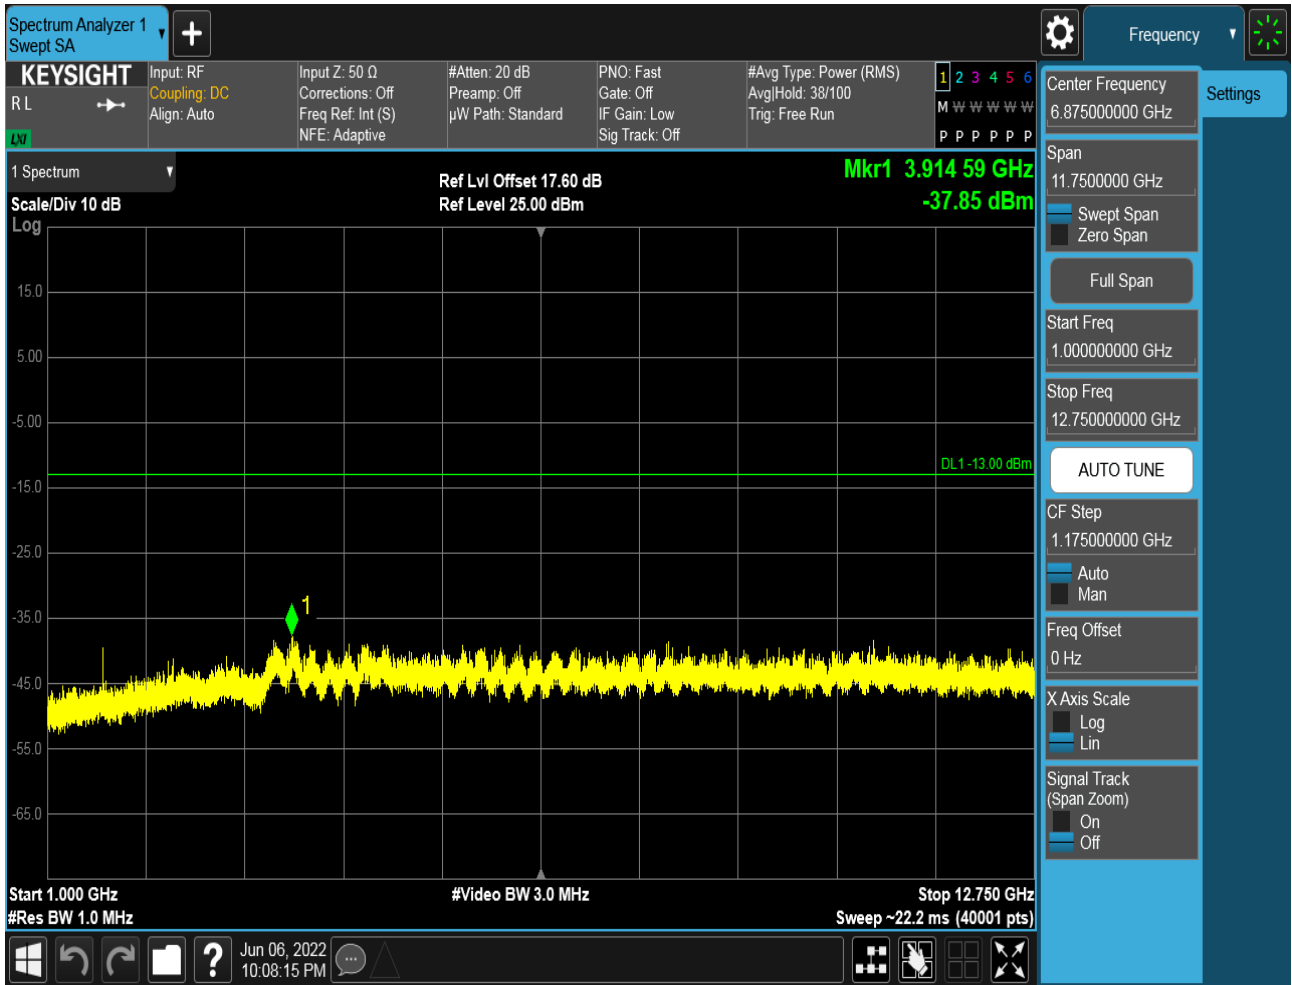 Spectrum Analyzer 1
Swept SA
Frequency
KEYSIGHT
R L
LXI
Input: RF
Coupling: DC
Align: Auto
Input Z: 50 Ω
Corrections: Off
Freq Ref: Int (S)
NFE: Adaptive
#Atten: 20 dB
Preamp: Off
µW Path: Standard
PNO: Fast
Gate: Off
IF Gain: Low
Sig Track: Off
#Avg Type: Power (RMS)
Avg|Hold: 38/100
Trig: Free Run
1 2 3 4 5 6
M W W W W W
P P P P P P
1 Spectrum
Scale/Div 10 dB
Log
Ref Lvl Offset 17.60 dB
Ref Level 25.00 dBm
Mkr1 3.914 59 GHz
-37.85 dBm
15.0
5.00
-5.00
DL1 -13.00 dBm
-15.0
-25.0
-35.0
1
-45.0
-55.0
-65.0
Start 1.000 GHz
#Res BW 1.0 MHz
#Video BW 3.0 MHz
Stop 12.750 GHz
Sweep ~22.2 ms (40001 pts)
?
Jun 06, 2022
10:08:15 PM
Center Frequency
6.875000000 GHz
Settings
Span
11.7500000 GHz
Swept Span
Zero Span
Full Span
Start Freq
1.000000000 GHz
Stop Freq
12.750000000 GHz
AUTO TUNE
CF Step
1.175000000 GHz
Auto
Man
Freq Offset
0 Hz
X Axis Scale
Log
Lin
Signal Track
(Span Zoom)
On
Off